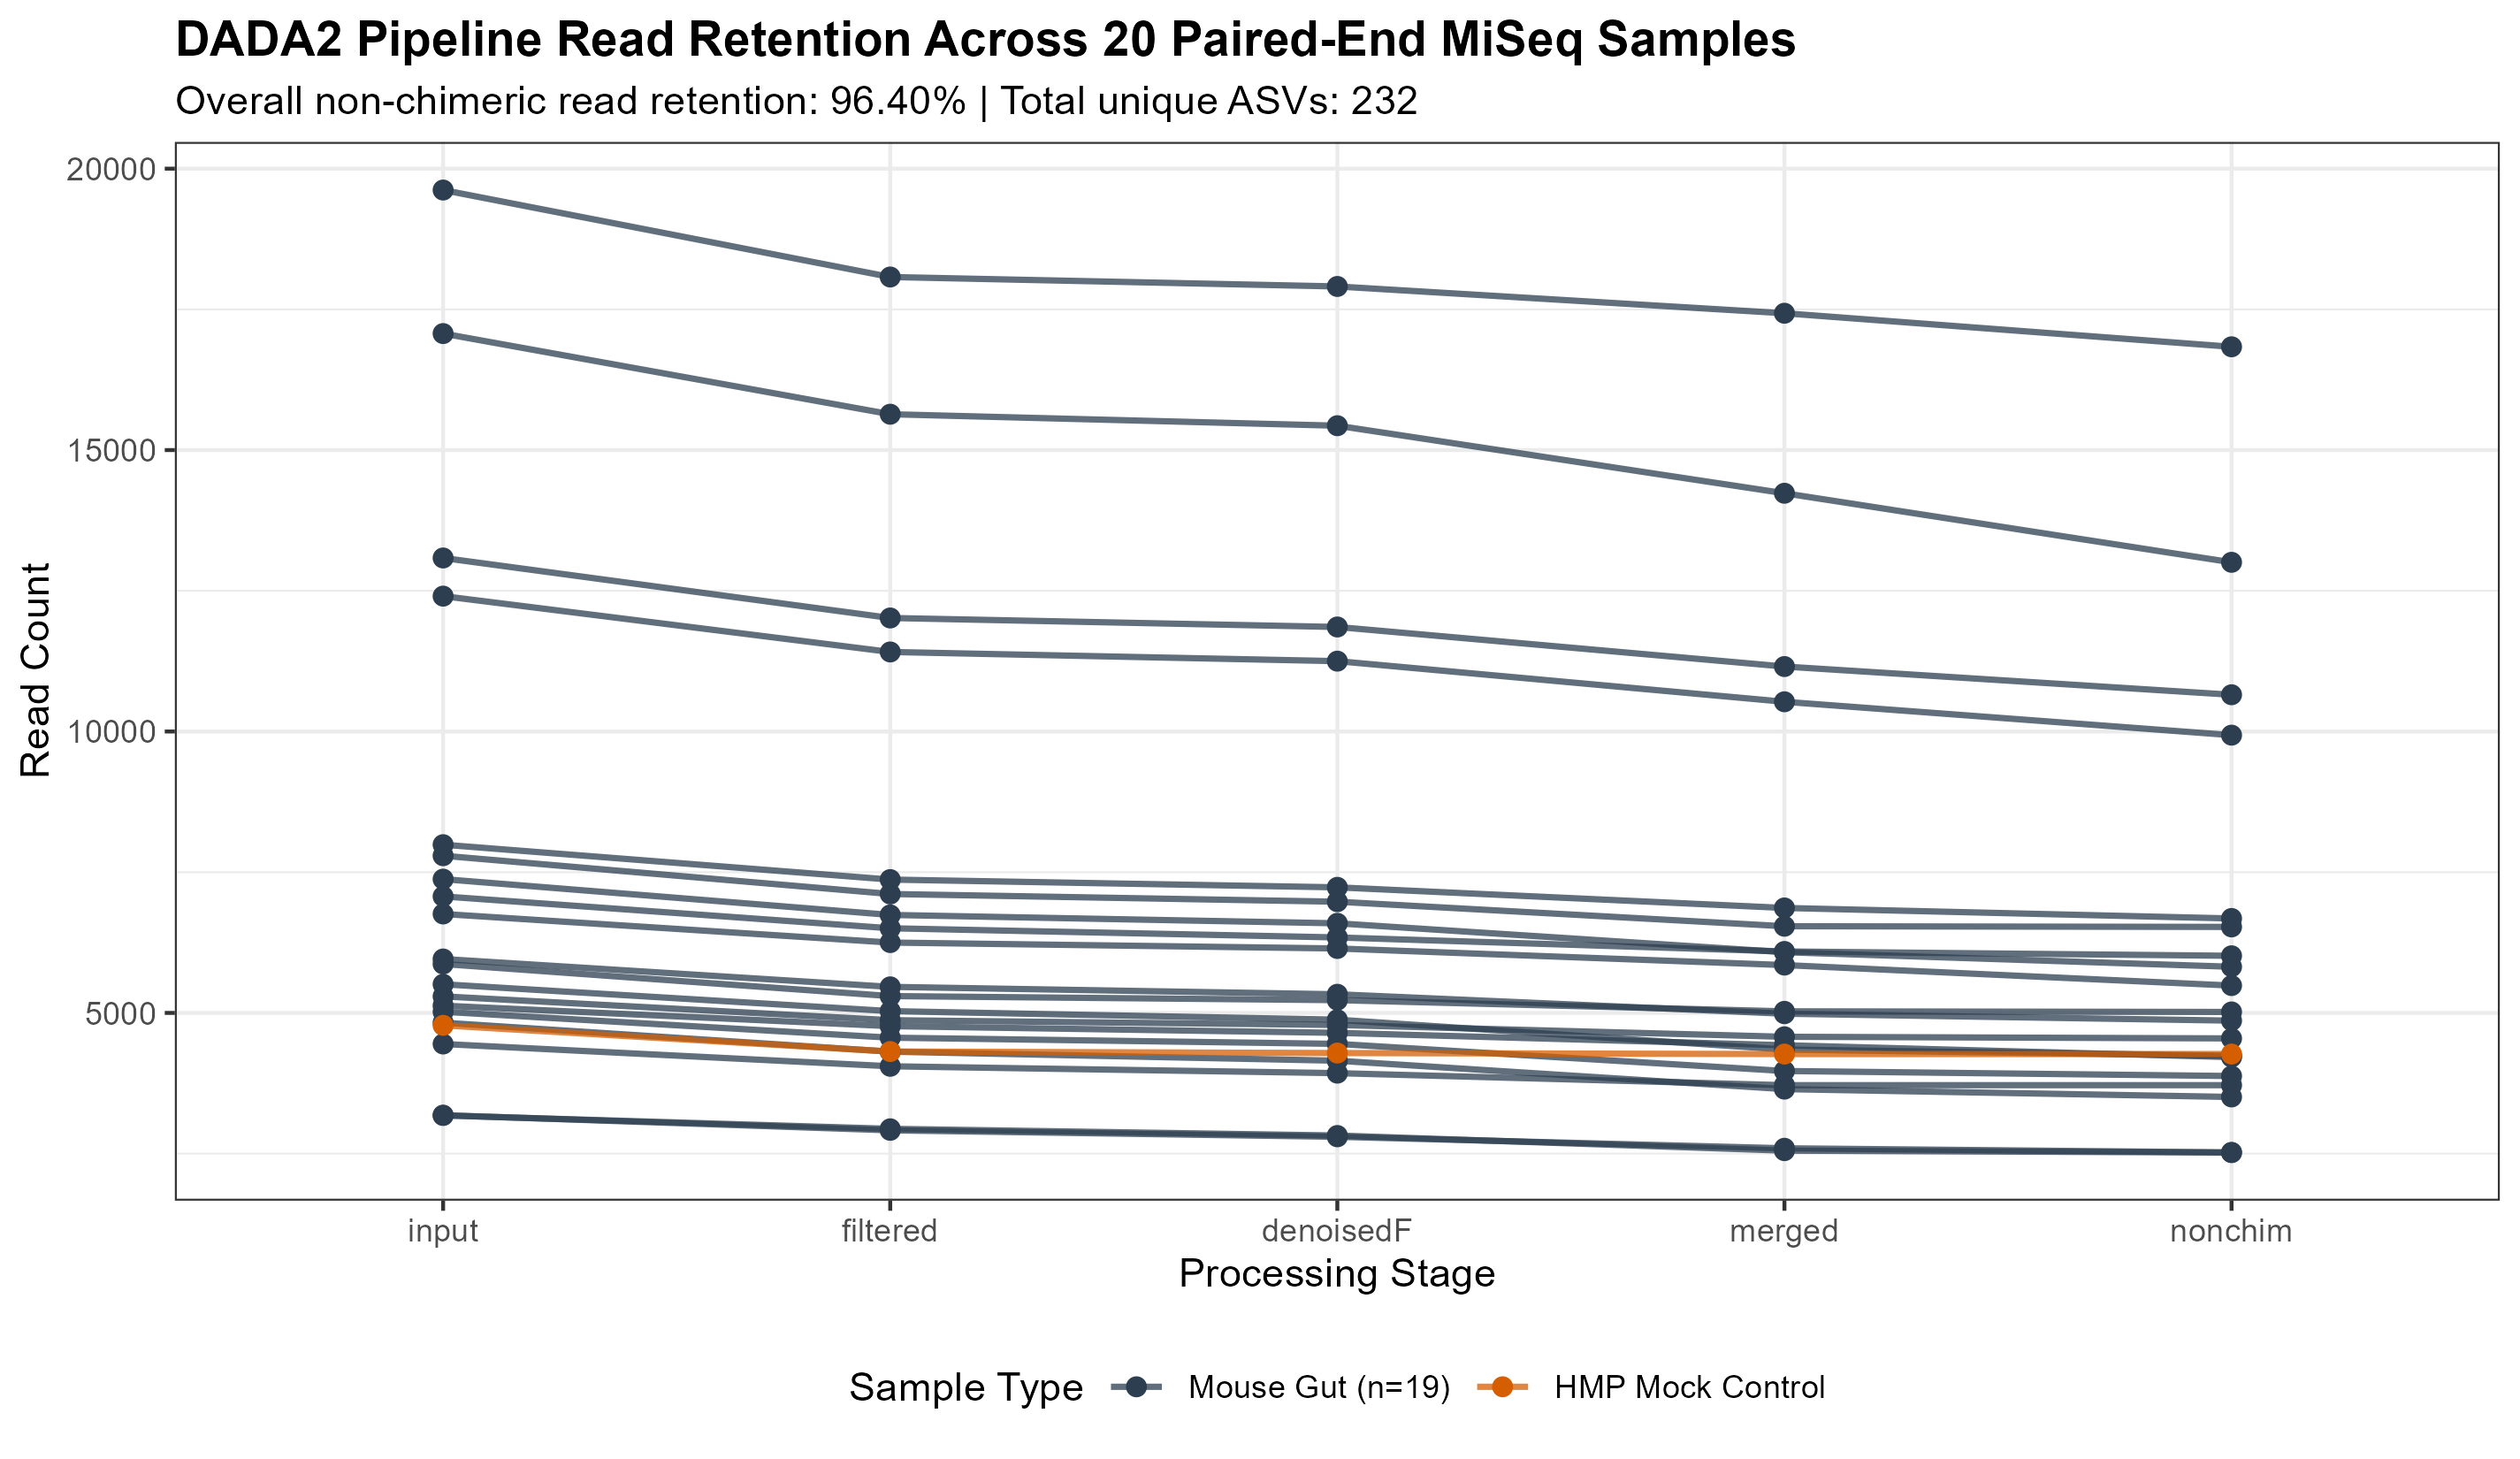 DADA2 Pipeline Read Retention Across 20 Paired-End MiSeq Samples
Overall non-chimeric read retention: 96.40% | Total unique ASVs: 232
Read Count
20000
15000
10000
5000
input filtered denoisedF merged nonchim
Processing Stage
Sample Type Mouse Gut (n=19) HMP Mock Control